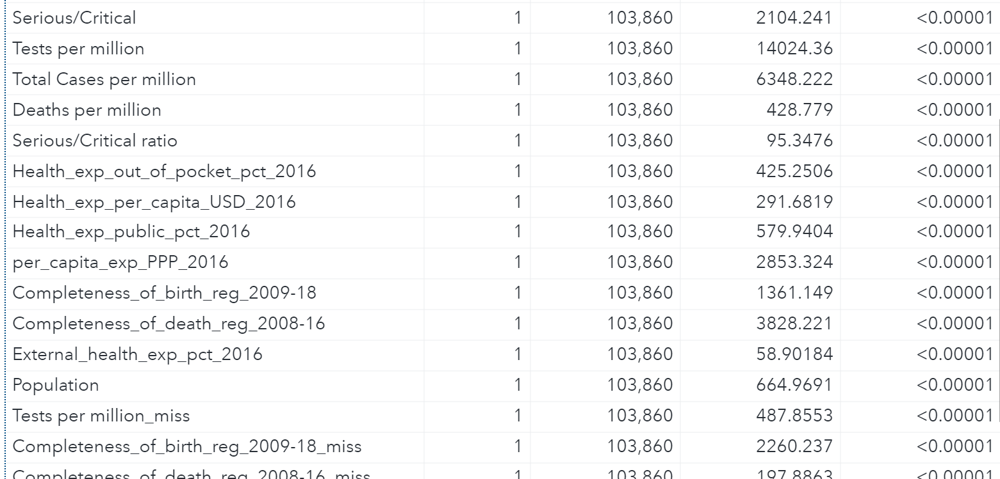 Serious/Critical 1 103,860 2104.241 <0.00001
Tests per million 1 103,860 14024.36 <0.00001
Total Cases per million 1 103,860 6348.222 <0.00001
Deaths per million 1 103,860 428.779 <0.00001
Serious/Critical ratio 1 103,860 95.3476 <0.00001
Health_exp_out_of_pocket_pct_2016 1 103,860 425.2506 <0.00001
Health_exp_per_capita_USD_2016 1 103,860 291.6819 <0.00001
Health_exp_public_pct_2016 1 103,860 579.9404 <0.00001
per_capita_exp_PPP_2016 1 103,860 2853.324 <0.00001
Completeness_of_birth_reg_2009-18 1 103,860 1361.149 <0.00001
Completeness_of_death_reg_2008-16 1 103,860 3828.221 <0.00001
External_health_exp_pct_2016 1 103,860 58.90184 <0.00001
Population 1 103,860 664.9691 <0.00001
Tests per million_miss 1 103,860 487.8553 <0.00001
Completeness_of_birth_reg_2009-18_miss 1 103,860 2260.237 <0.00001
Completeness_of_death_reg_2008-16_miss 1 103,860 197.8863 <0.00001